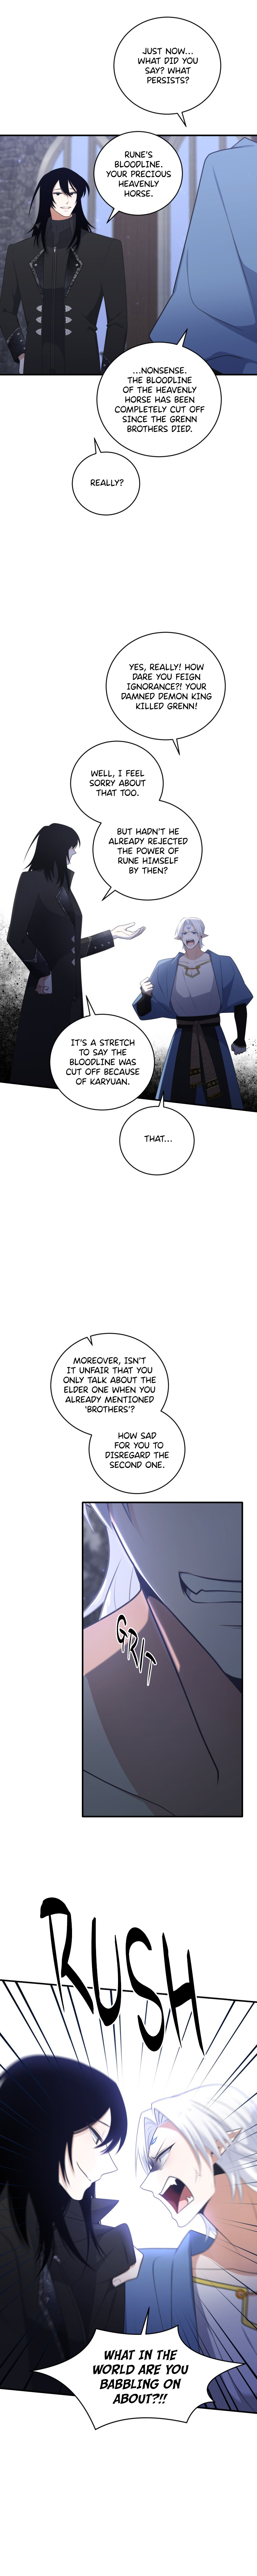 JUST NOW...
WHAT DID YOU
SAY? WHAT
PERSISTS?
RUNE'S
BLOODLINE.
YOUR PRECIOUS
HEAVENLY
HORSE.
...NONSENSE.
THE BLOODLINE
OF THE HEAVENLY
HORSE HAS BEEN
COMPLETELY CUT OFF
SINCE THE GRENN
BROTHERS DIED.
REALLY?
YES, REALLY! HOW
DARE YOU FEIGN
IGNORANCE?! YOUR
DAMNED DEMON KING
KILLED GRENN!
WELL, I FEEL
SORRY ABOUT
THAT TOO.
BUT HADN'T HE
ALREADY REJECTED
THE POWER OF
RUNE HIMSELF
BY THEN?
IT'S A STRETCH
TO SAY THE
BLOODLINE WAS
CUT OFF BECAUSE
OF KARYUAN.
THAT...
MOREOVER, ISN'T
IT UNFAIR THAT YOU
ONLY TALK ABOUT THE
ELDER ONE WHEN YOU
ALREADY MENTIONED
'BROTHERS'?
HOW SAD
FOR YOU TO
DISREGARD THE
SECOND ONE.
GRIT
RUSH
WHAT IN THE
WORLD ARE YOU
BABBLING ON
ABOUT?!!